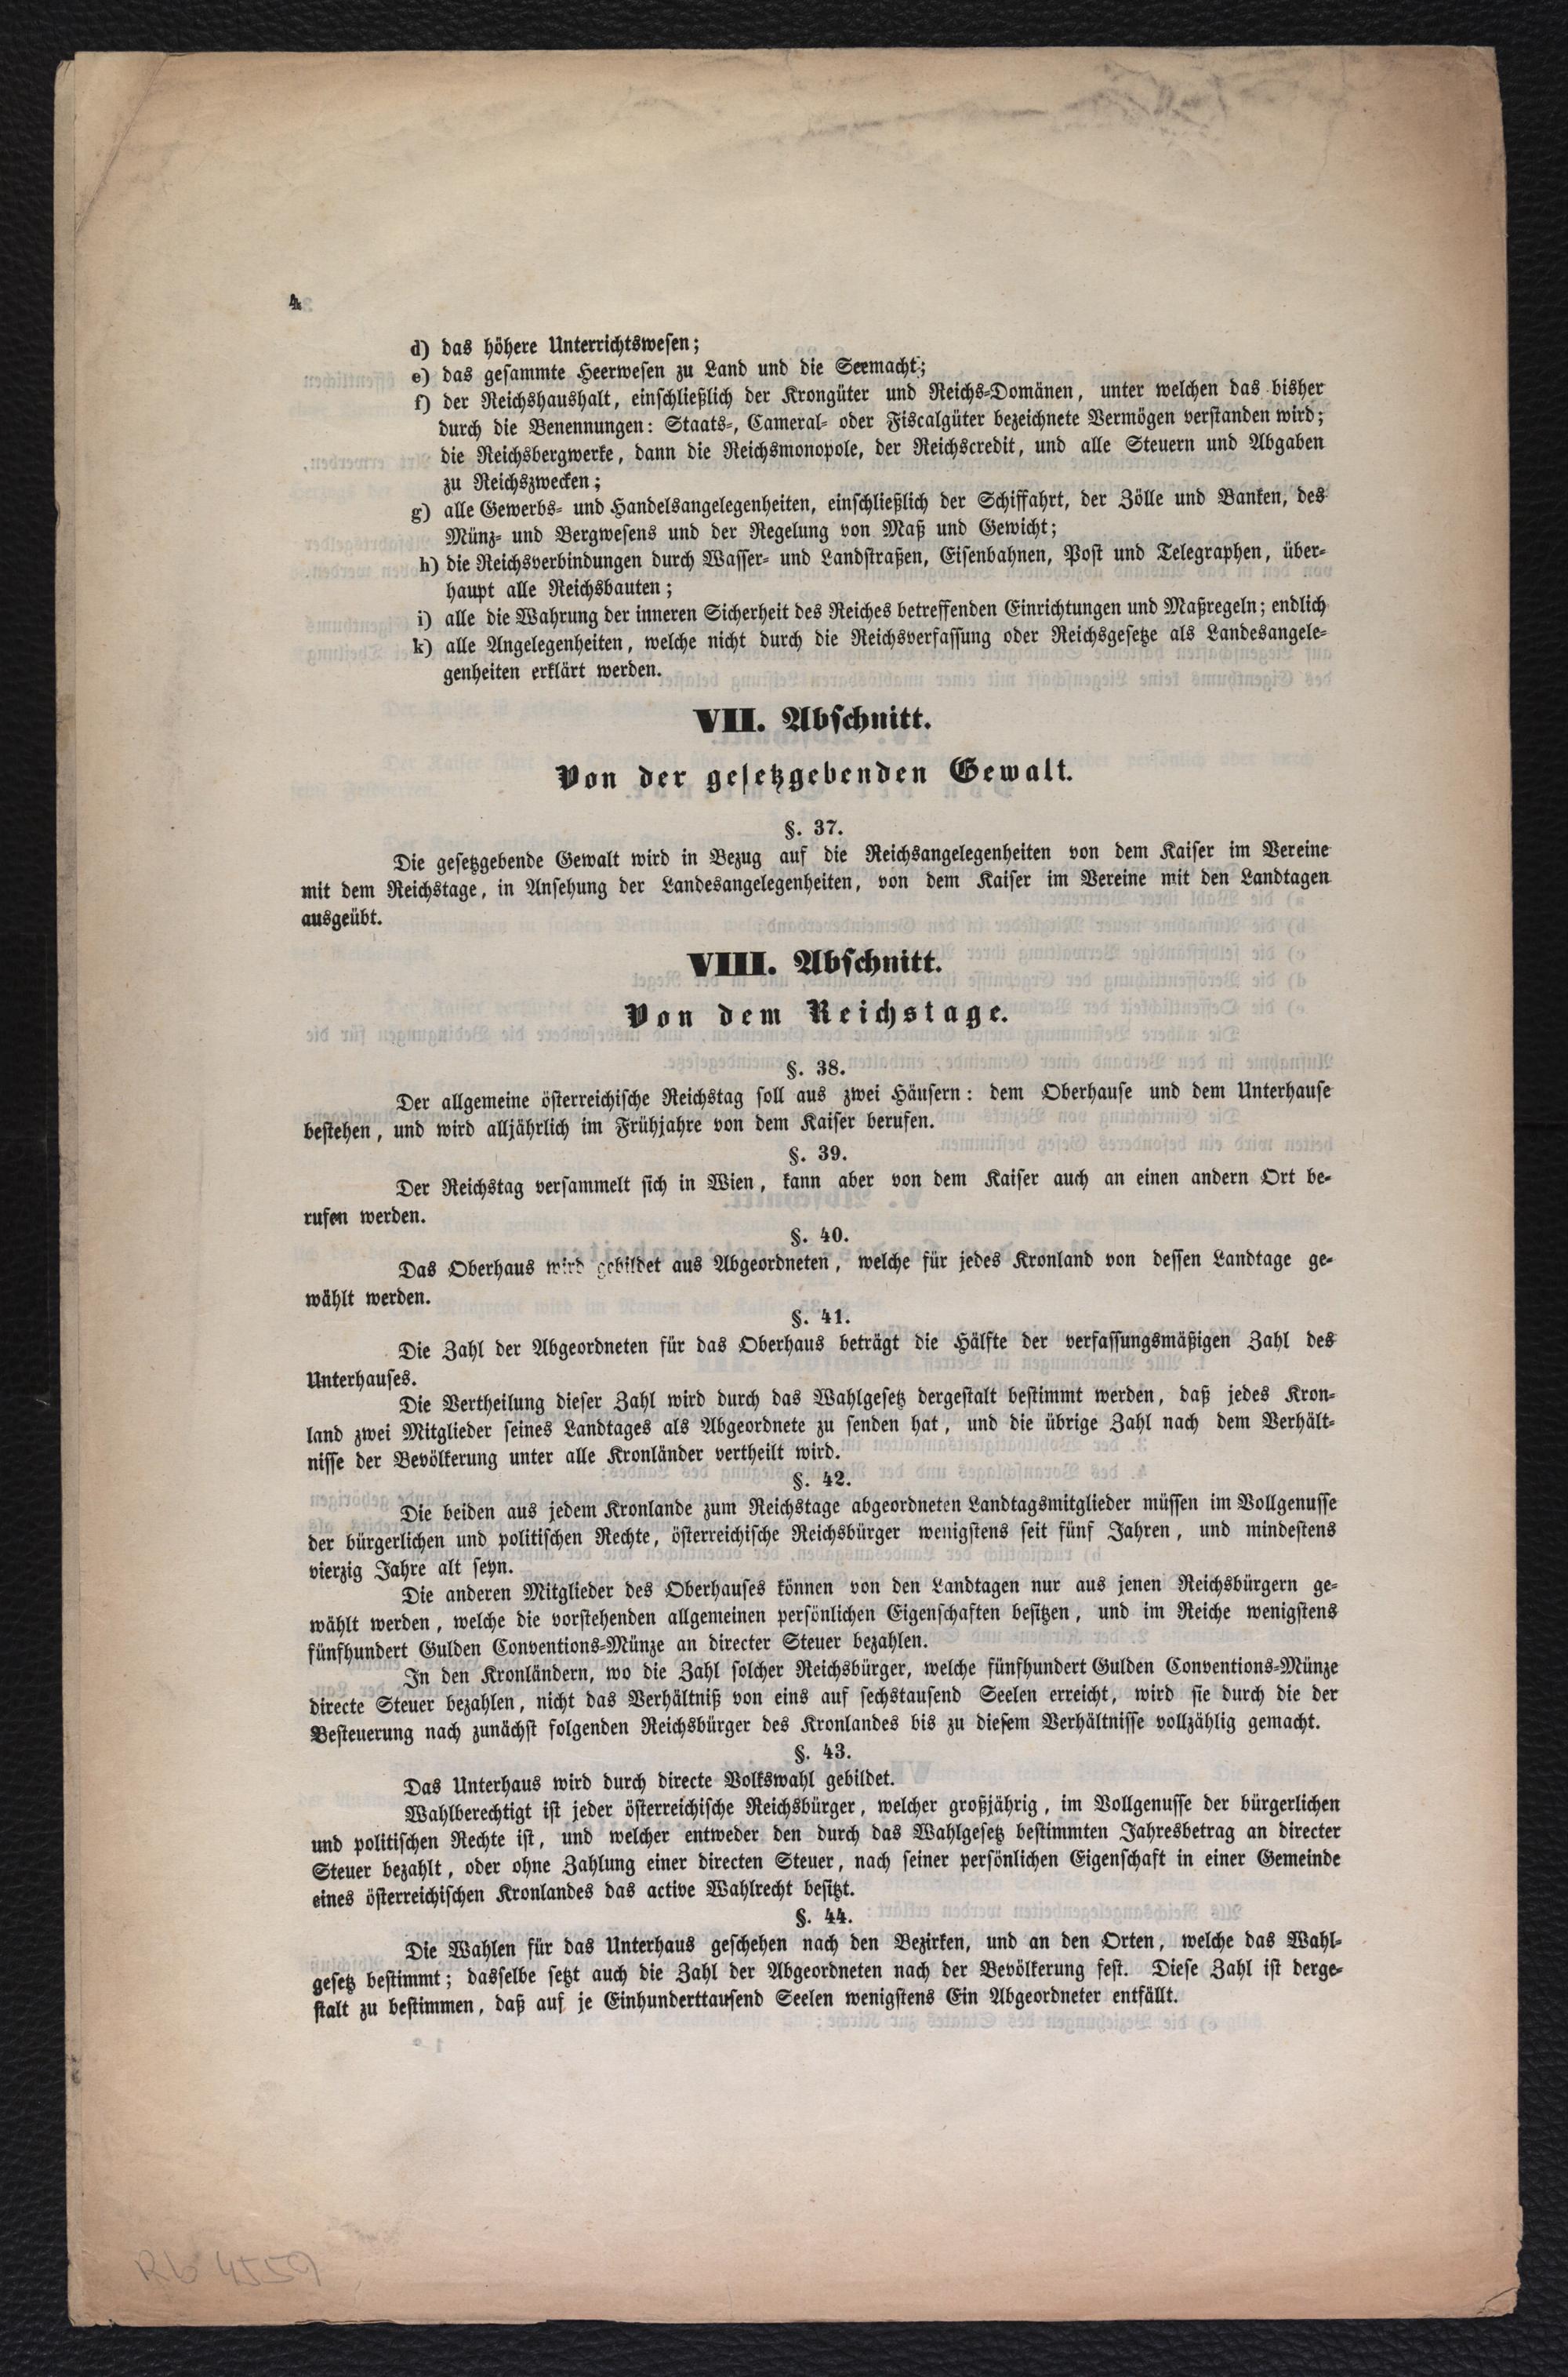 4
d) das höhere Unterrichtswesen;
e) das gesammte Heerwesen zu Land und die Seemacht;
f) der Reichshaushalt, einschließlich der Krongüter und Reichs-Domänen, unter welchen das bisher
durch die Benennungen: Staats-, Cameral- oder Fiscalgüter bezeichnete Vermögen verstanden wird;
die Reichsbergwerke, dann die Reichsmonopole, der Reichscredit, und alle Steuern und Abgaben
zu Reichszwecken;
g) alle Gewerbs- und Handelsangelegenheiten, einschließlich der Schiffahrt, der Zölle und Banken, des
Münz- und Bergwesens und der Regelung von Maß und Gewicht;
h) die Reichsverbindungen durch Wasser- und Landstraßen, Eisenbahnen, Post und Telegraphen, über-
haupt alle Reichsbauten;
i) alle die Wahrung der inneren Sicherheit des Reiches betreffenden Einrichtungen und Maßregeln; endlich
k) alle Angelegenheiten, welche nicht durch die Reichsverfassung oder Reichsgesetze als Landesangele-
genheiten erklärt werden.
VII. Abschnitt.
Von der gesetzgebenden Gewalt.
§. 37.
Die gesetzgebende Gewalt wird in Bezug auf die Reichsangelegenheiten von dem Kaiser im Vereine
mit dem Reichstage, in Ansehung der Landesangelegenheiten, von dem Kaiser im Vereine mit den Landtagen
ausgeübt.
VIII. Abschnitt.
Von dem Reichstage.
§. 38.
Der allgemeine österreichische Reichstag soll aus zwei Häusern: dem Oberhause und dem Unterhause
bestehen, und wird alljährlich im Frühjahre von dem Kaiser berufen.
§. 39.
Der Reichstag versammelt sich in Wien, kann aber von dem Kaiser auch an einen andern Ort be-
rufen werden.
§. 40.
Das Oberhaus wird gebildet aus Abgeordneten, welche für jedes Kronland von dessen Landtage ge-
wählt werden.
§. 41.
Die Zahl der Abgeordneten für das Oberhaus beträgt die Hälfte der verfassungsmäßigen Zahl des
Unterhauses.
Die Vertheilung dieser Zahl wird durch das Wahlgesetz dergestalt bestimmt werden, daß jedes Kron-
land zwei Mitglieder seines Landtages als Abgeordnete zu senden hat, und die übrige Zahl nach dem Verhält-
nisse der Bevölkerung unter alle Kronländer vertheilt wird.
§. 42.
Die beiden aus jedem Kronlande zum Reichstage abgeordneten Landtagsmitglieder müssen im Vollgenusse
der bürgerlichen und politischen Rechte, österreichische Reichsbürger wenigstens seit fünf Jahren, und mindestens
vierzig Jahre alt seyn.
Die anderen Mitglieder des Oberhauses können von den Landtagen nur aus jenen Reichsbürgern ge-
wählt werden, welche die vorstehenden allgemeinen persönlichen Eigenschaften besitzen, und im Reiche wenigstens
fünfhundert Gulden Conventions-Münze an directer Steuer bezahlen.
In den Kronländern, wo die Zahl solcher Reichsbürger, welche fünfhundert Gulden Conventions-Münze
directe Steuer bezahlen, nicht das Verhältniß von eins auf sechstausend Seelen erreicht, wird sie durch die der
Besteuerung nach zunächst folgenden Reichsbürger des Kronlandes bis zu diesem Verhältnisse vollzählig gemacht.
§. 43.
Das Unterhaus wird durch directe Volkswahl gebildet.
Wahlberechtigt ist jeder österreichische Reichsbürger, welcher großjährig, im Vollgenusse der bürgerlichen
und politischen Rechte ist, und welcher entweder den durch das Wahlgesetz bestimmten Jahresbetrag an directer
Steuer bezahlt, oder ohne Zahlung einer directen Steuer, nach seiner persönlichen Eigenschaft in einer Gemeinde
eines österreichischen Kronlandes das active Wahlrecht besitzt.
§. 44.
Die Wahlen für das Unterhaus geschehen nach den Bezirken, und an den Orten, welche das Wahl-
gesetz bestimmt; dasselbe setzt auch die Zahl der Abgeordneten nach der Bevölkerung fest. Diese Zahl ist derge-
stalt zu bestimmen, daß auf je Einhunderttausend Seelen wenigstens Ein Abgeordneter entfällt.
Rb 4559